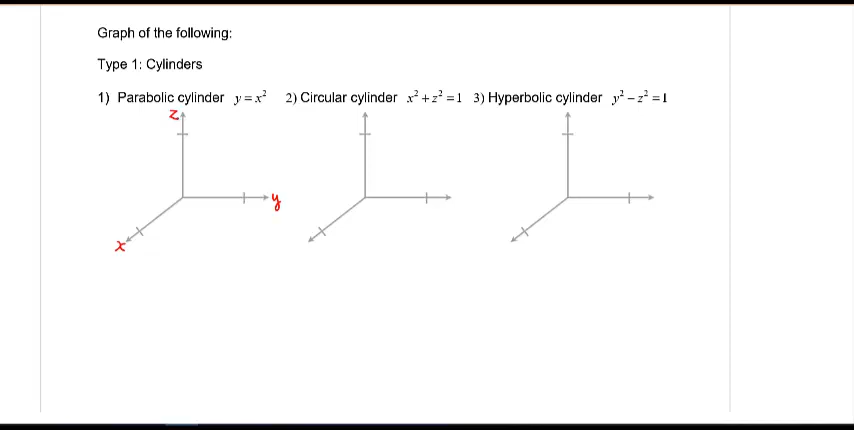 Graph of the following:
Type 1: Cylinders
1) Parabolic cylinder y = x² 2) Circular cylinder x² + z² = 1 3) Hyperbolic cylinder y² − z² = 1
z
y
x